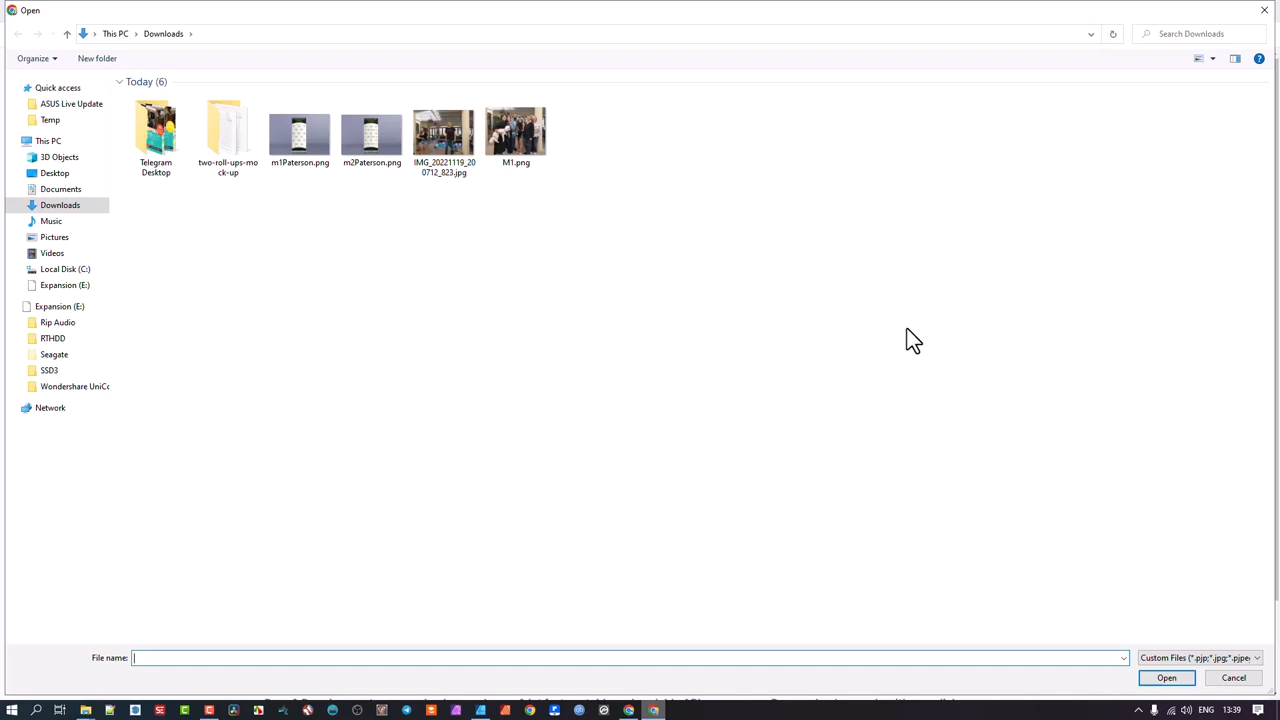 Open
This PC
Downloads
Search Downloads
Organize
New folder
Quick access
ASUS Live Update
Temp
This PC
3D Objects
Desktop
Documents
Downloads
Music
Pictures
Videos
Local Disk (C:)
Expansion (E:)
Expansion (E:)
Rip Audio
RTHDD
Seagate
SSD3
Wondershare UniCo
Network
Today (6)
Telegram
Desktop
two-roll-ups-mo
ck-up
m1Paterson.png
m2Paterson.png
IMG_20221119_20
0712_823.jpg
M1.png
File name:
Custom Files (*.pjp;*.jpg;*.pjpe
Open
Cancel
ENG
13:39